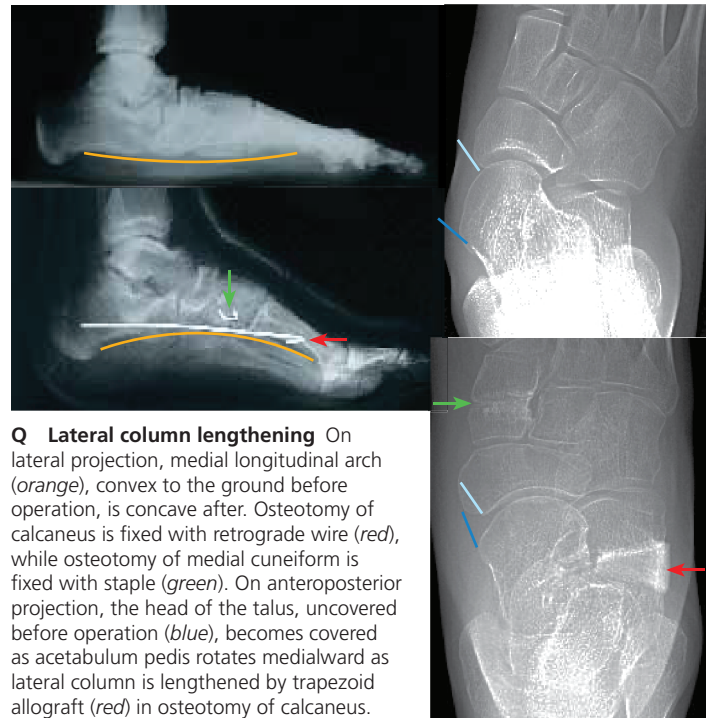 Q Lateral column lengthening On
lateral projection, medial longitudinal arch
(orange), convex to the ground before
operation, is concave after. Osteotomy of
calcaneus is fixed with retrograde wire (red),
while osteotomy of medial cuneiform is
fixed with staple (green). On anteroposterior
projection, the head of the talus, uncovered
before operation (blue), becomes covered
as acetabulum pedis rotates medialward as
lateral column is lengthened by trapezoid
allograft (red) in osteotomy of calcaneus.